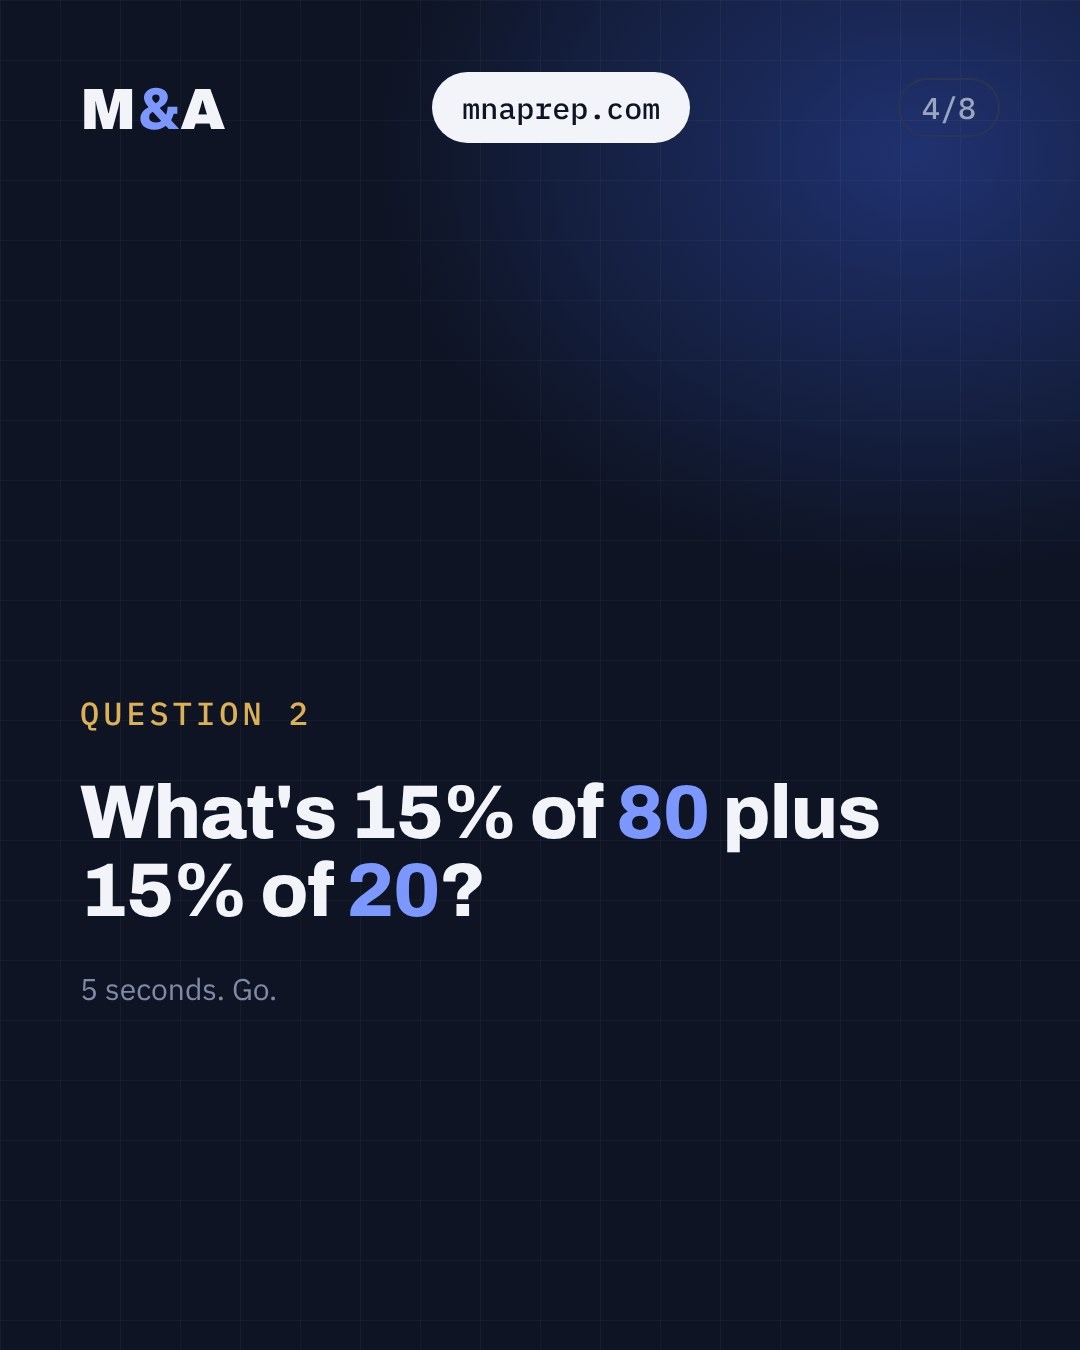 M&A
mnaprep.com
4/8
QUESTION 2
What's 15% of 80 plus
15% of 20?
5 seconds. Go.